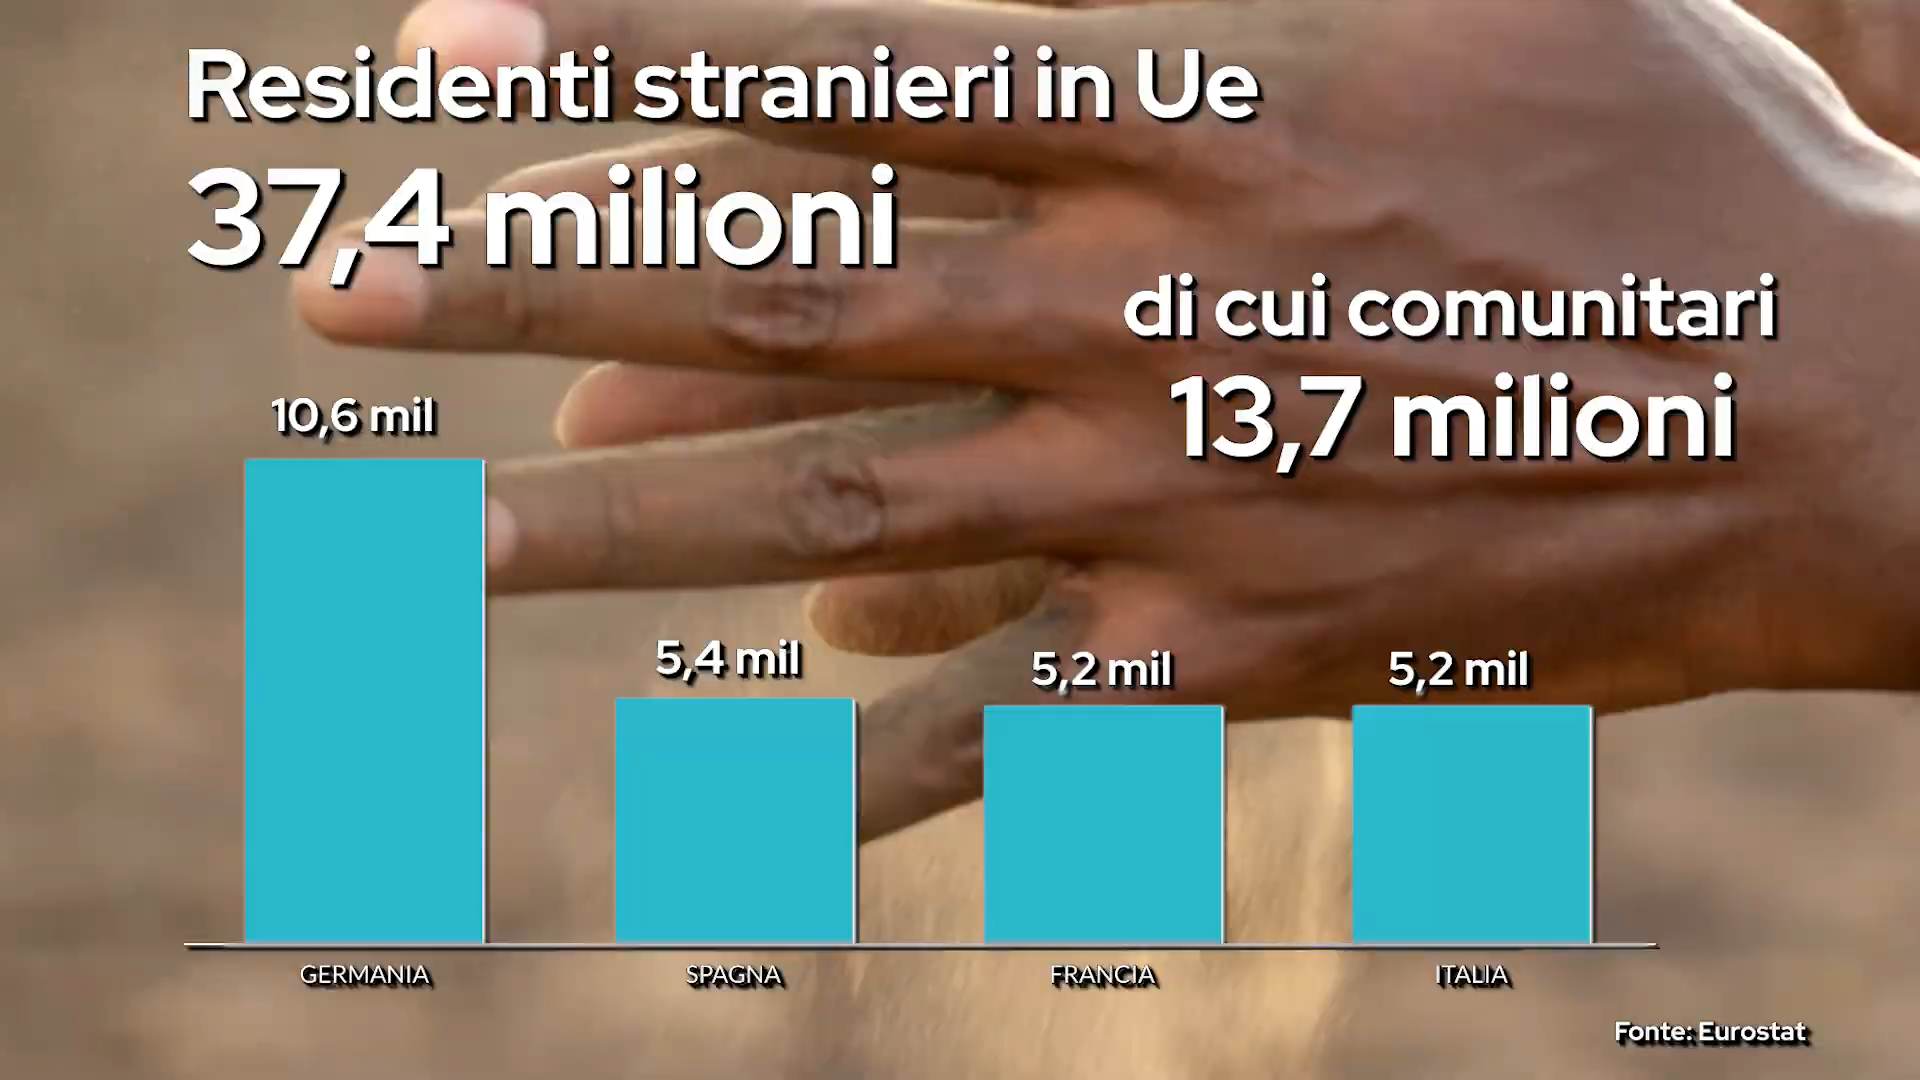 Residenti stranieri in Ue
37,4 milioni
di cui comunitari
13,7 milioni
10,6 mil
5,4 mil
5,2 mil
5,2 mil
GERMANIA
SPAGNA
FRANCIA
ITALIA
Fonte: Eurostat